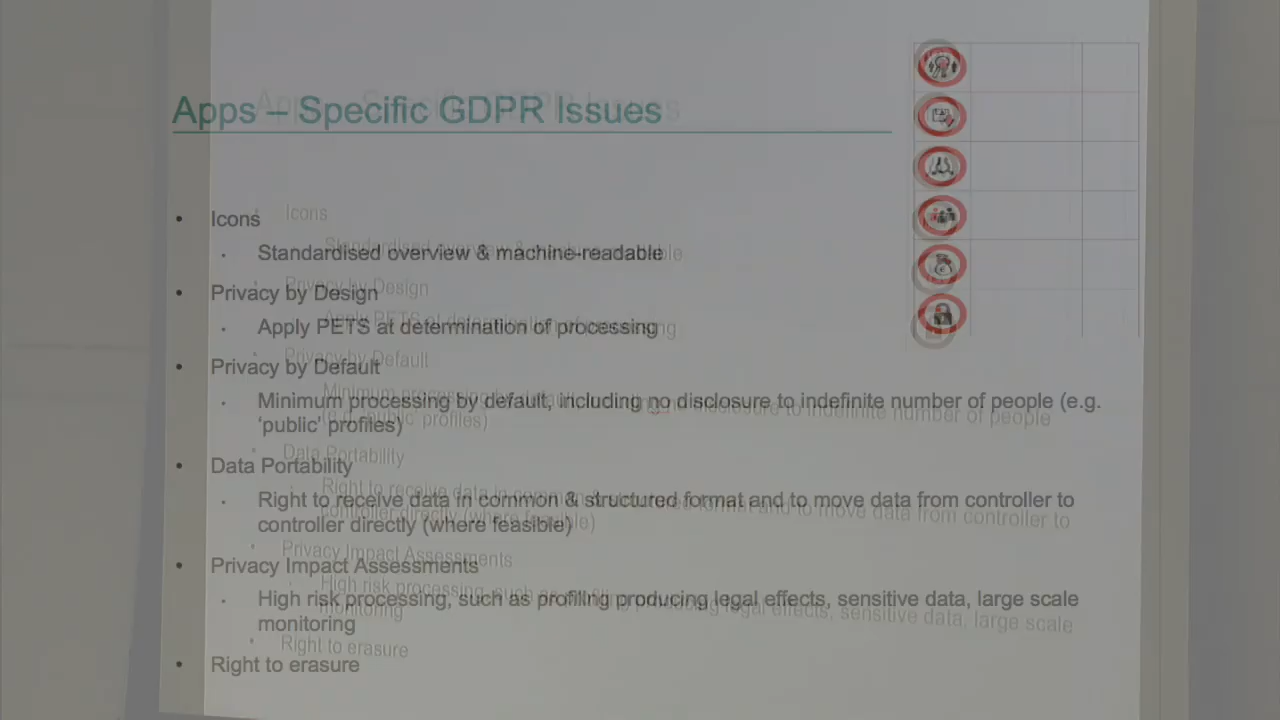 Apps – Specific GDPR Issues
• Icons
• Standardised overview & machine-readable
• Privacy by Design
• Apply PETS at determination of processing
• Privacy by Default
• Minimum processing by default, including no disclosure to indefinite number of people (e.g.
‘public’ profiles)
• Data Portability
• Right to receive data in common & structured format and to move data from controller to
controller directly (where feasible)
• Privacy Impact Assessments
• High risk processing, such as profiling producing legal effects, sensitive data, large scale
monitoring
• Right to erasure